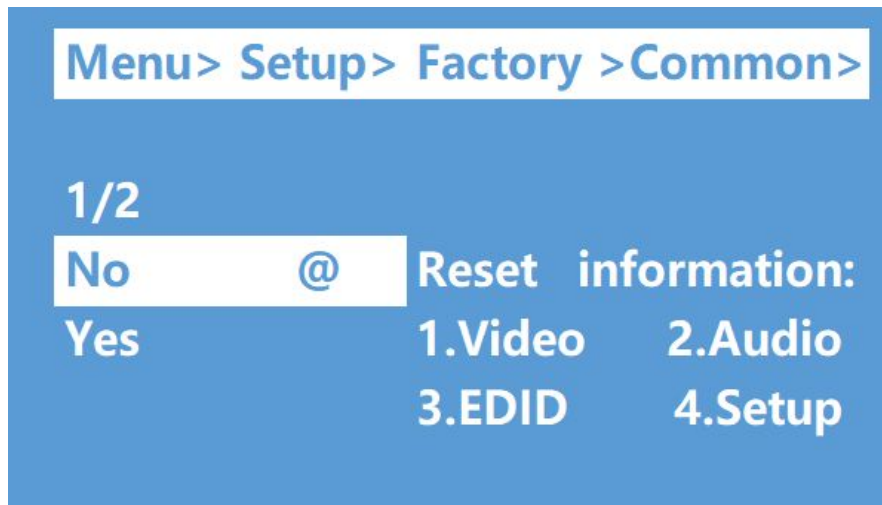 Menu> Setup> Factory >Common>
1/2
No @ Reset information:
Yes 1.Video 2.Audio
3.EDID 4.Setup